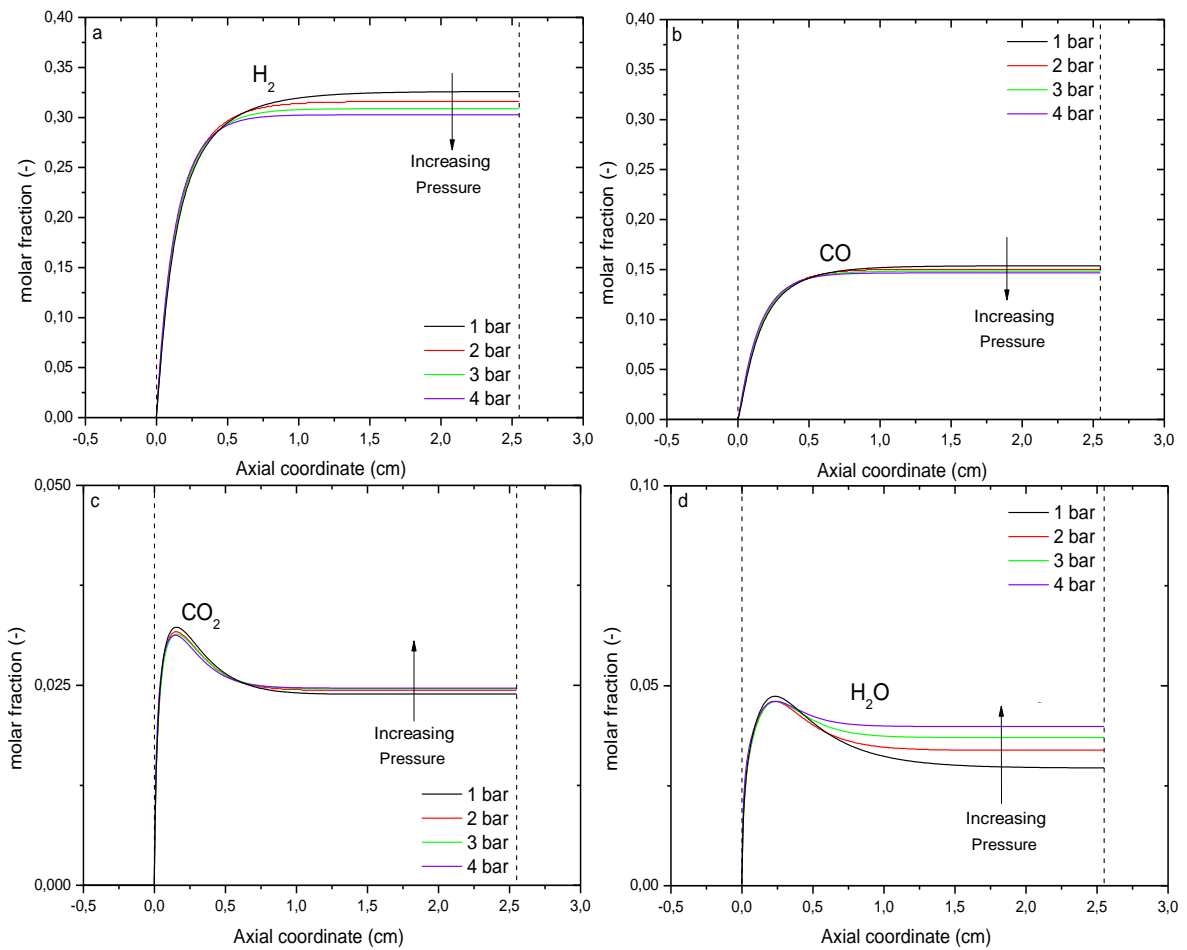 a
H2
0,40
0,35
0,30
0,25
0,20
0,15
0,10
0,05
0,00
molar fraction (-)
Increasing
Pressure
1 bar
2 bar
3 bar
4 bar
-0,5 0,0 0,5 1,0 1,5 2,0 2,5 3,0
Axial coordinate (cm)
b
CO
0,40
0,35
0,30
0,25
0,20
0,15
0,10
0,05
0,00
molar fraction (-)
1 bar
2 bar
3 bar
4 bar
Increasing
Pressure
-0,5 0,0 0,5 1,0 1,5 2,0 2,5 3,0
Axial coordinate (cm)
c
CO2
0,050
0,025
0,000
molar fraction (-)
Increasing
Pressure
1 bar
2 bar
3 bar
4 bar
-0,5 0,0 0,5 1,0 1,5 2,0 2,5 3,0
Axial coordinate (cm)
d
H2O
0,10
0,05
0,00
molar fraction (-)
1 bar
2 bar
3 bar
4 bar
Increasing
Pressure
-0,5 0,0 0,5 1,0 1,5 2,0 2,5 3,0
Axial coordinate (cm)